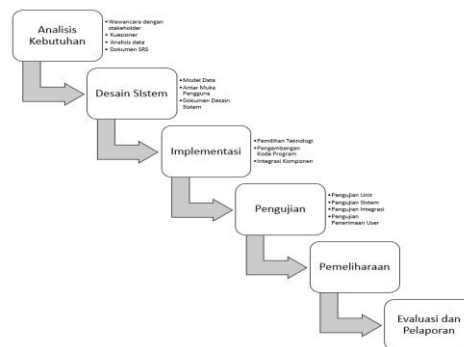 Analisis
Kebutuhan
•Wawancara dengan
stakeholder
• Kuesioner
• Analisis data
• Dokumen SRS
Desain SIstem
•Model Data
•Antar Muka
Pengguna
•Dokumen Desain
Sistem
Implementasi
•Pemilihan Teknologi
•Pengembangan
Kode Program
•Integrasi Komponen
Pengujian
•Pengujian Unit
•Pengujian Sistem
•Pengujian Integrasi
•Pengujian
Penerimaan User
Pemeliharaan
Evaluasi dan
Pelaporan